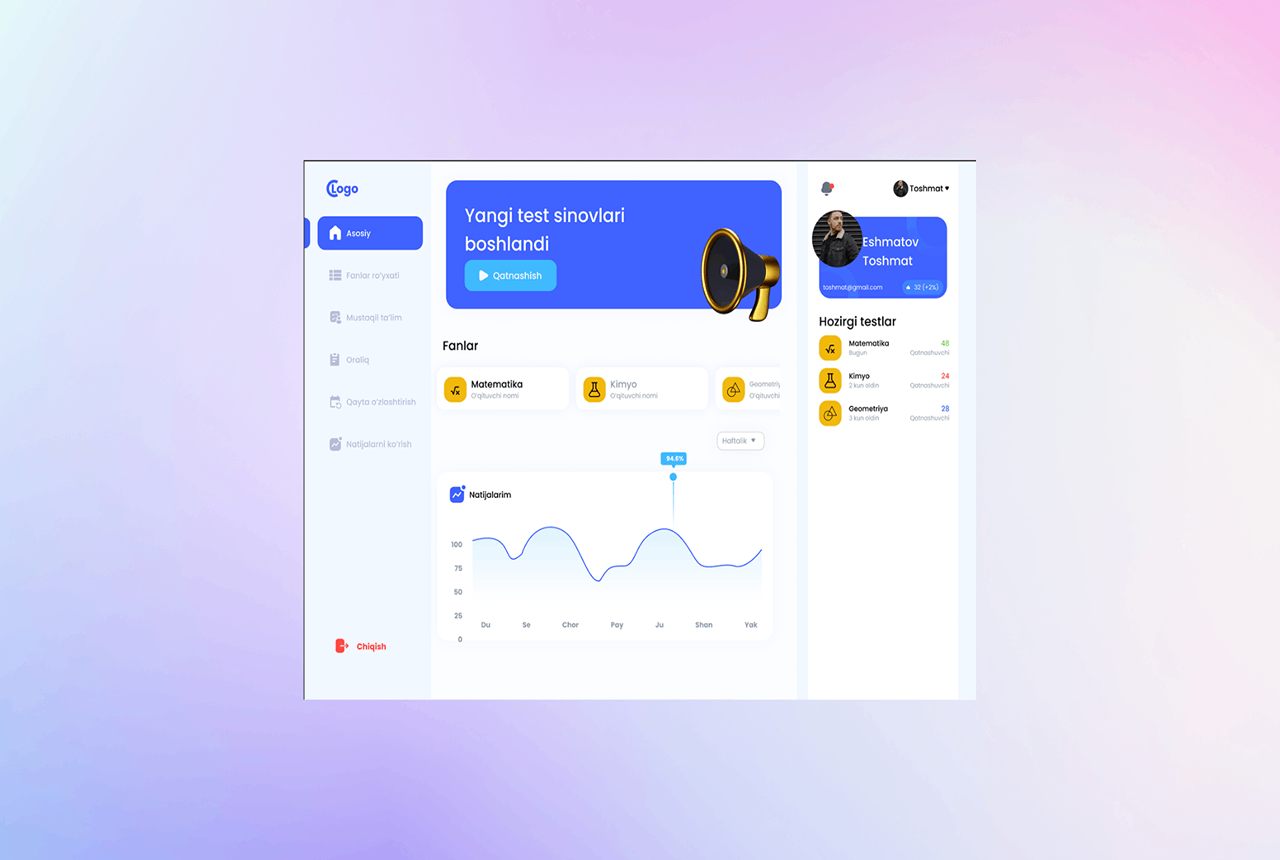 Logo
Asosiy
Fanlar ro'yxati
Mustaqil ta'lim
Oraliq
Qayta o'zlashtirish
Natijalarni ko'rish
Chiqish
Yangi test sinovlari
boshlandi
Qatnashish
Fanlar
Matematika
O'qituvchi nomi
Kimyo
O'qituvchi nomi
Geometriy
O'qituvchi
Haftalik
94.6%
Natijalarim
100
75
50
25
0
Du Se Chor Pay Ju Shan Yak
Toshmat
Eshmatov
Toshmat
toshmat@gmail.com
32 (+2%)
Hozirgi testlar
Matematika 48
Bugun Qatnashuvchi
Kimyo 24
2 kun oldin Qatnashuvchi
Geometriya 28
3 kun oldin Qatnashuvchi